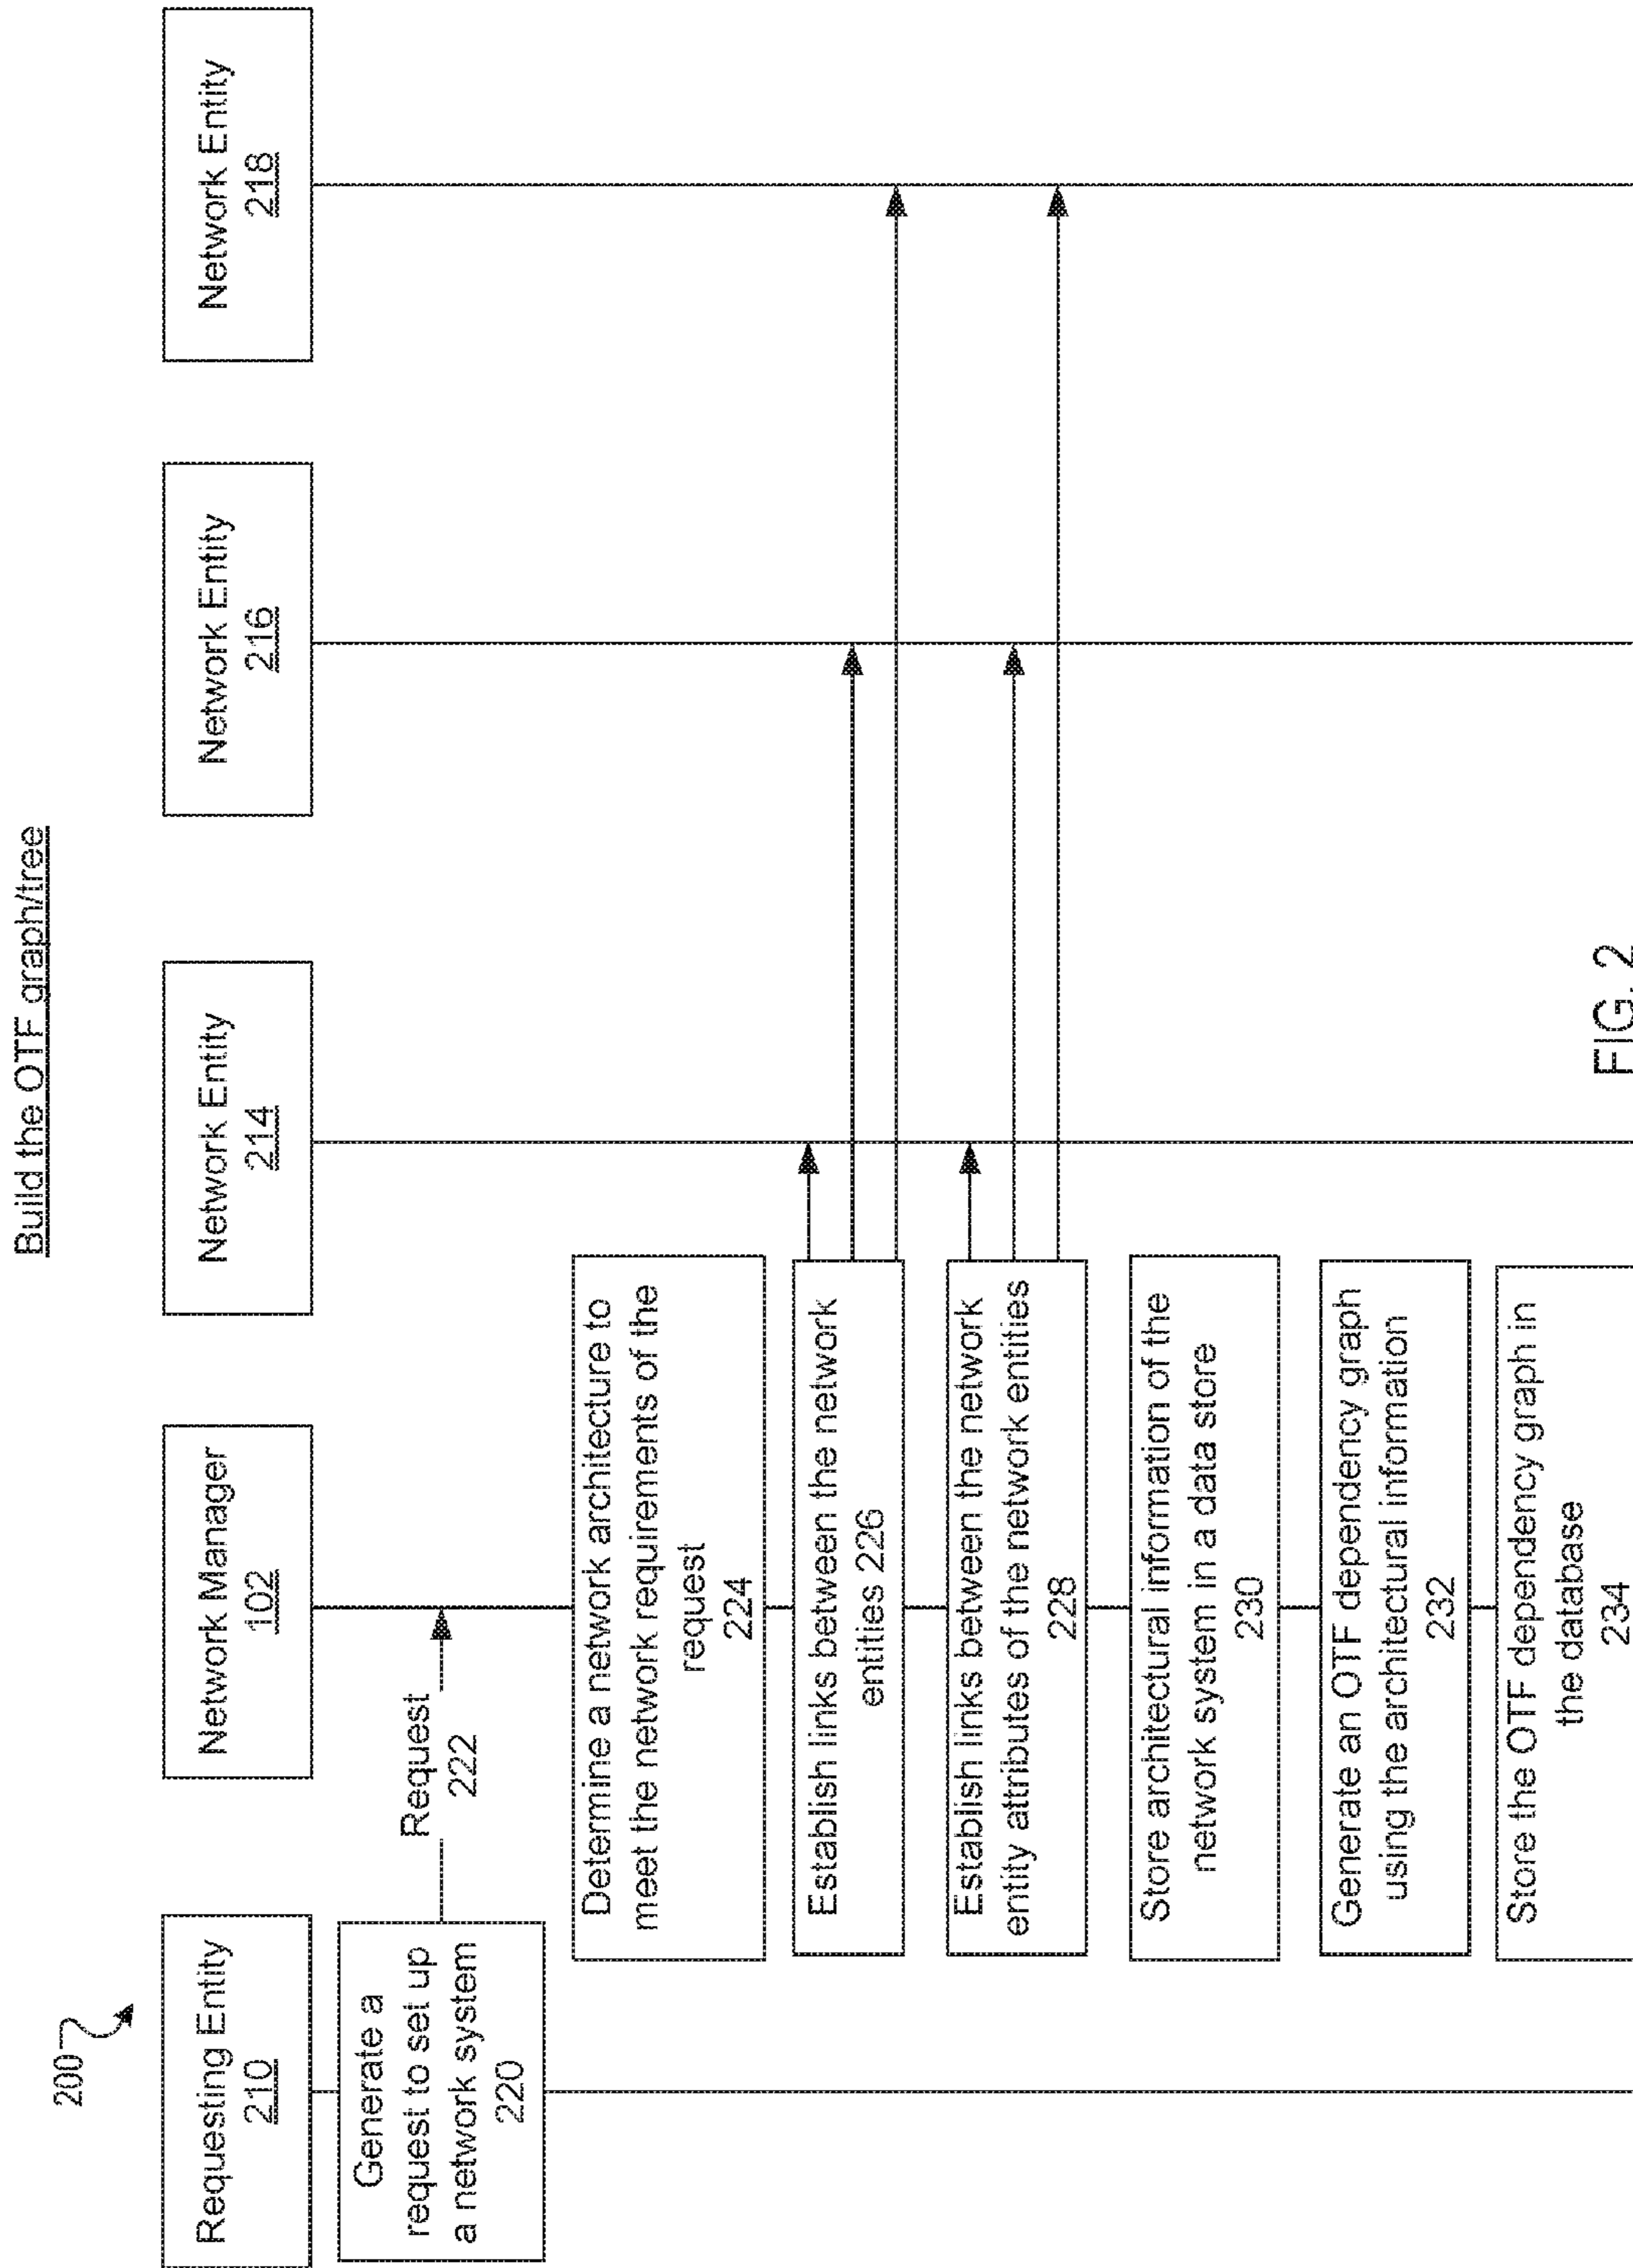 Build the OTF graph/tree
200
Requesting Entity
210
Network Manager
102
Network Entity
214
Network Entity
216
Network Entity
218
Generate a
request to set up
a network system
220
Request
222
Determine a network architecture to
meet the network requirements of the
request
224
Establish links between the network
entities 226
Establish links between the network
entity attributes of the network entities
228
Store architectural information of the
network system in a data store
230
Generate an OTF dependency graph
using the architectural information
232
Store the OTF dependency graph in
the database
234
FIG. 2